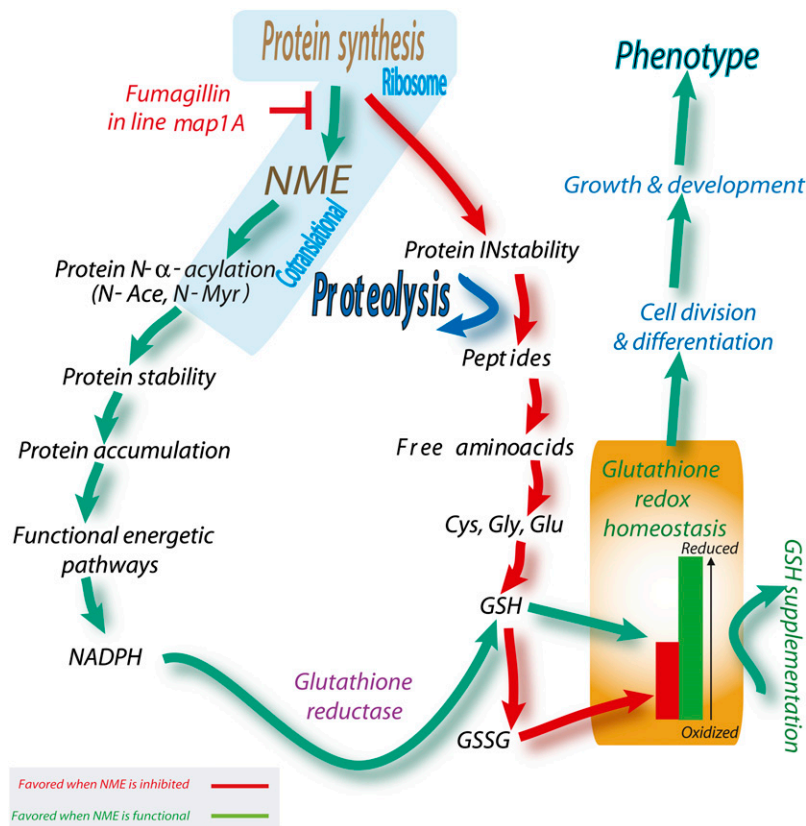 Protein synthesis
Ribosome
Phenotype
Fumagillin
in line map1A
NME
Cotranslational
Growth & development
Protein INstability
Protein N-α-acylation
(N-Ace, N-Myr)
Proteolysis
Cell division
& differentiation
Peptides
Protein stability
Protein accumulation
Free aminoacids
Glutathione
redox
homeostasis
Functional energetic
pathways
Cys, Gly, Glu
Reduced
GSH supplementation
GSH
NADPH
Glutathione
reductase
GSSG
Oxidized
Favored when NME is inhibited
Favored when NME is functional